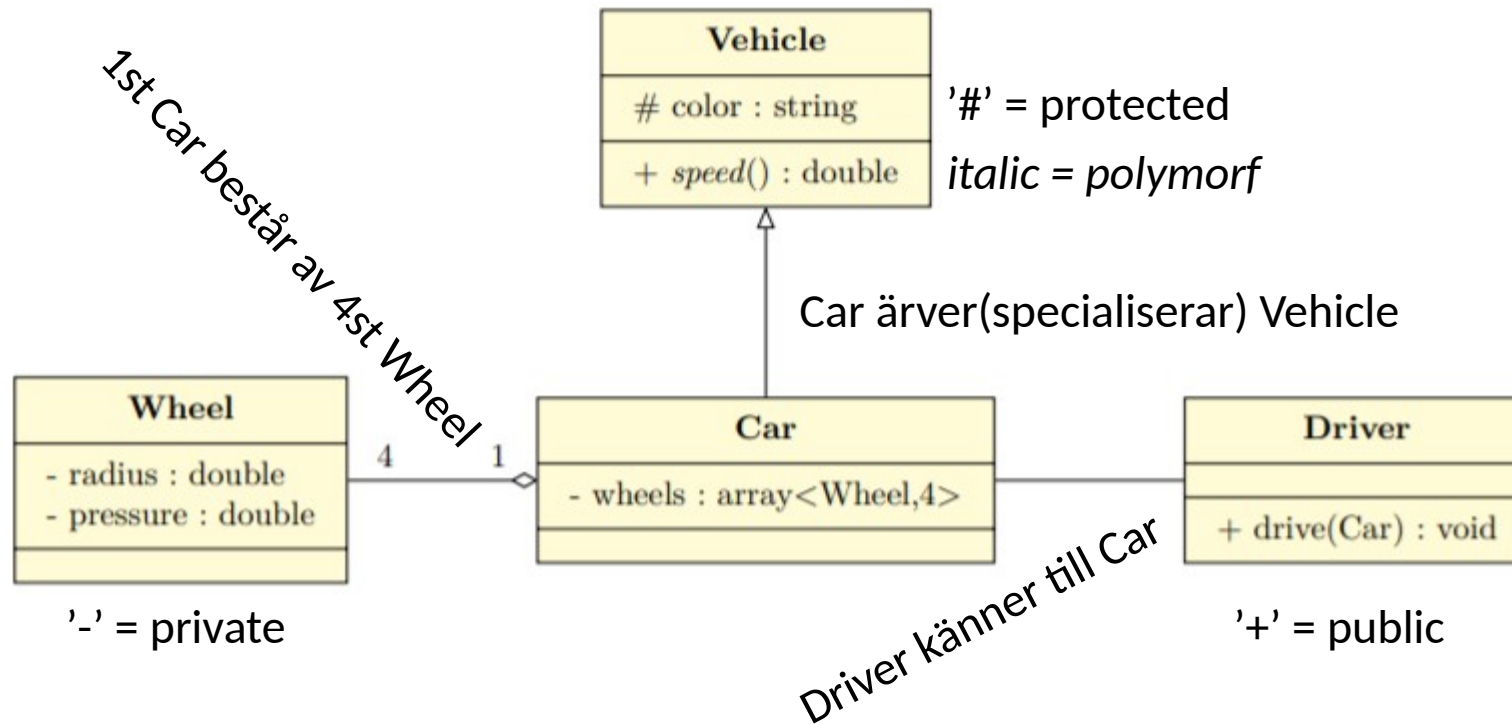 Vehicle
# color : string
+ speed() : double
’#’ = protected
italic = polymorf
1st Car består av 4st Wheel
Car ärver(specialiserar) Vehicle
Wheel
- radius : double
- pressure : double
4
1
Car
- wheels : array<Wheel,4>
Driver
+ drive(Car) : void
’-’ = private
Driver känner till Car
’+’ = public